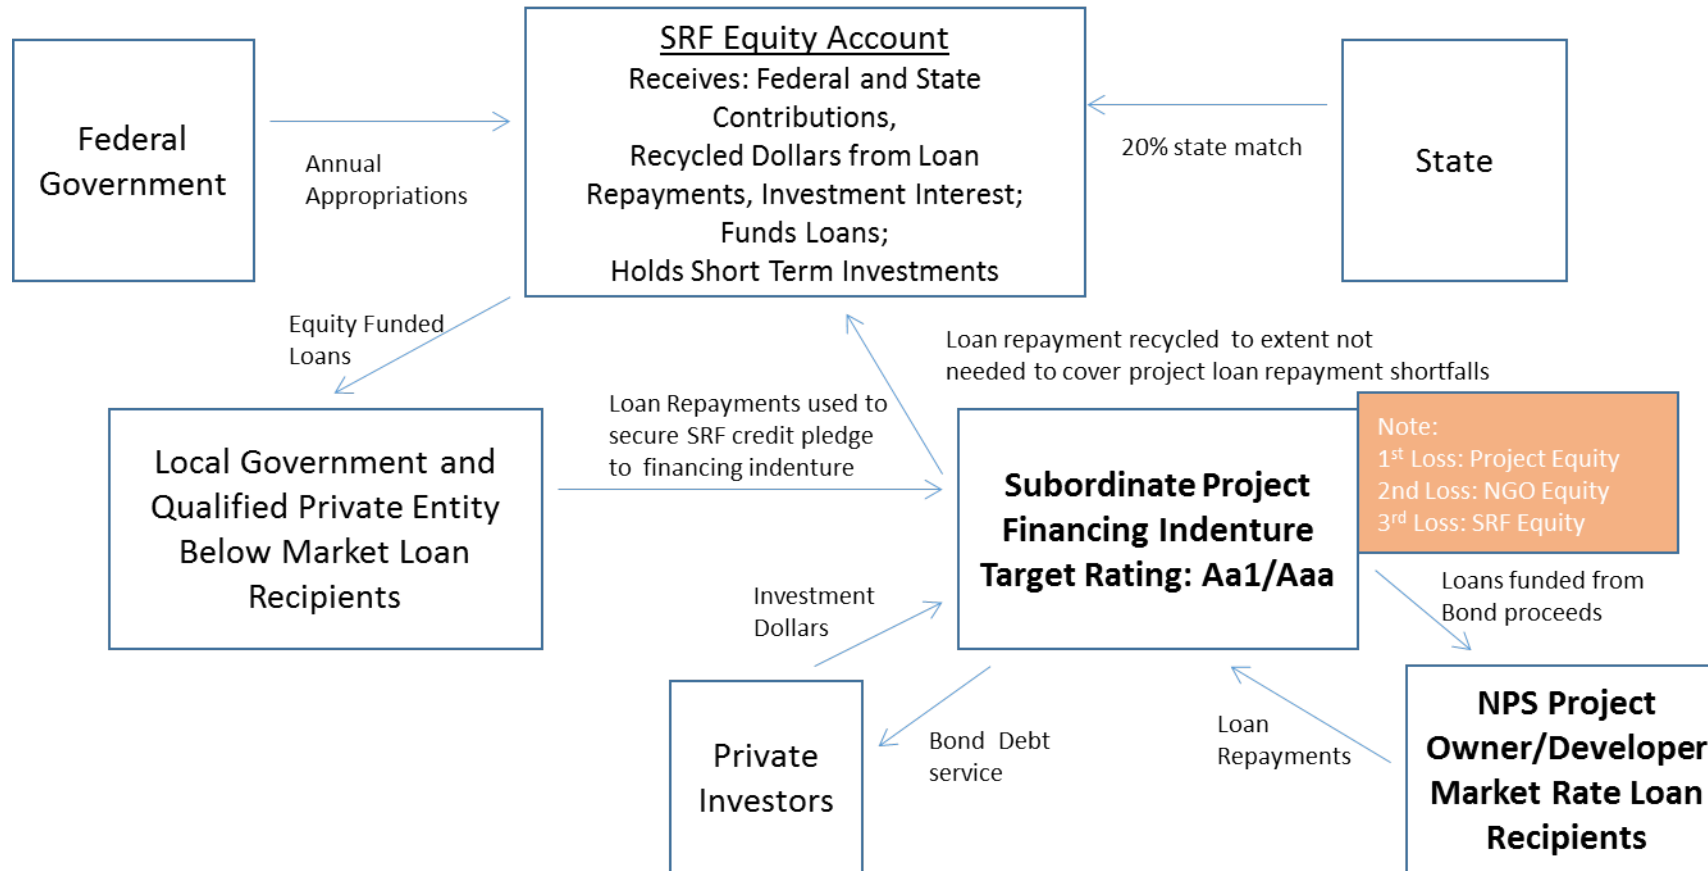 SRF Equity Account
Receives: Federal and State
Contributions,
Recycled Dollars from Loan
Repayments, Investment Interest;
Funds Loans;
Holds Short Term Investments
Federal
Government
Annual
Appropriations
20% state match
State
Equity Funded
Loans
Loan repayment recycled to extent not
needed to cover project loan repayment shortfalls
Local Government and
Qualified Private Entity
Below Market Loan
Recipients
Loan Repayments used to
secure SRF credit pledge
to financing indenture
Subordinate Project
Financing Indenture
Target Rating: Aa1/Aaa
Note:
1st Loss: Project Equity
2nd Loss: NGO Equity
3rd Loss: SRF Equity
Investment
Dollars
Loans funded from
Bond proceeds
Private
Investors
Bond Debt
service
Loan
Repayments
NPS Project
Owner/Developer
Market Rate Loan
Recipients